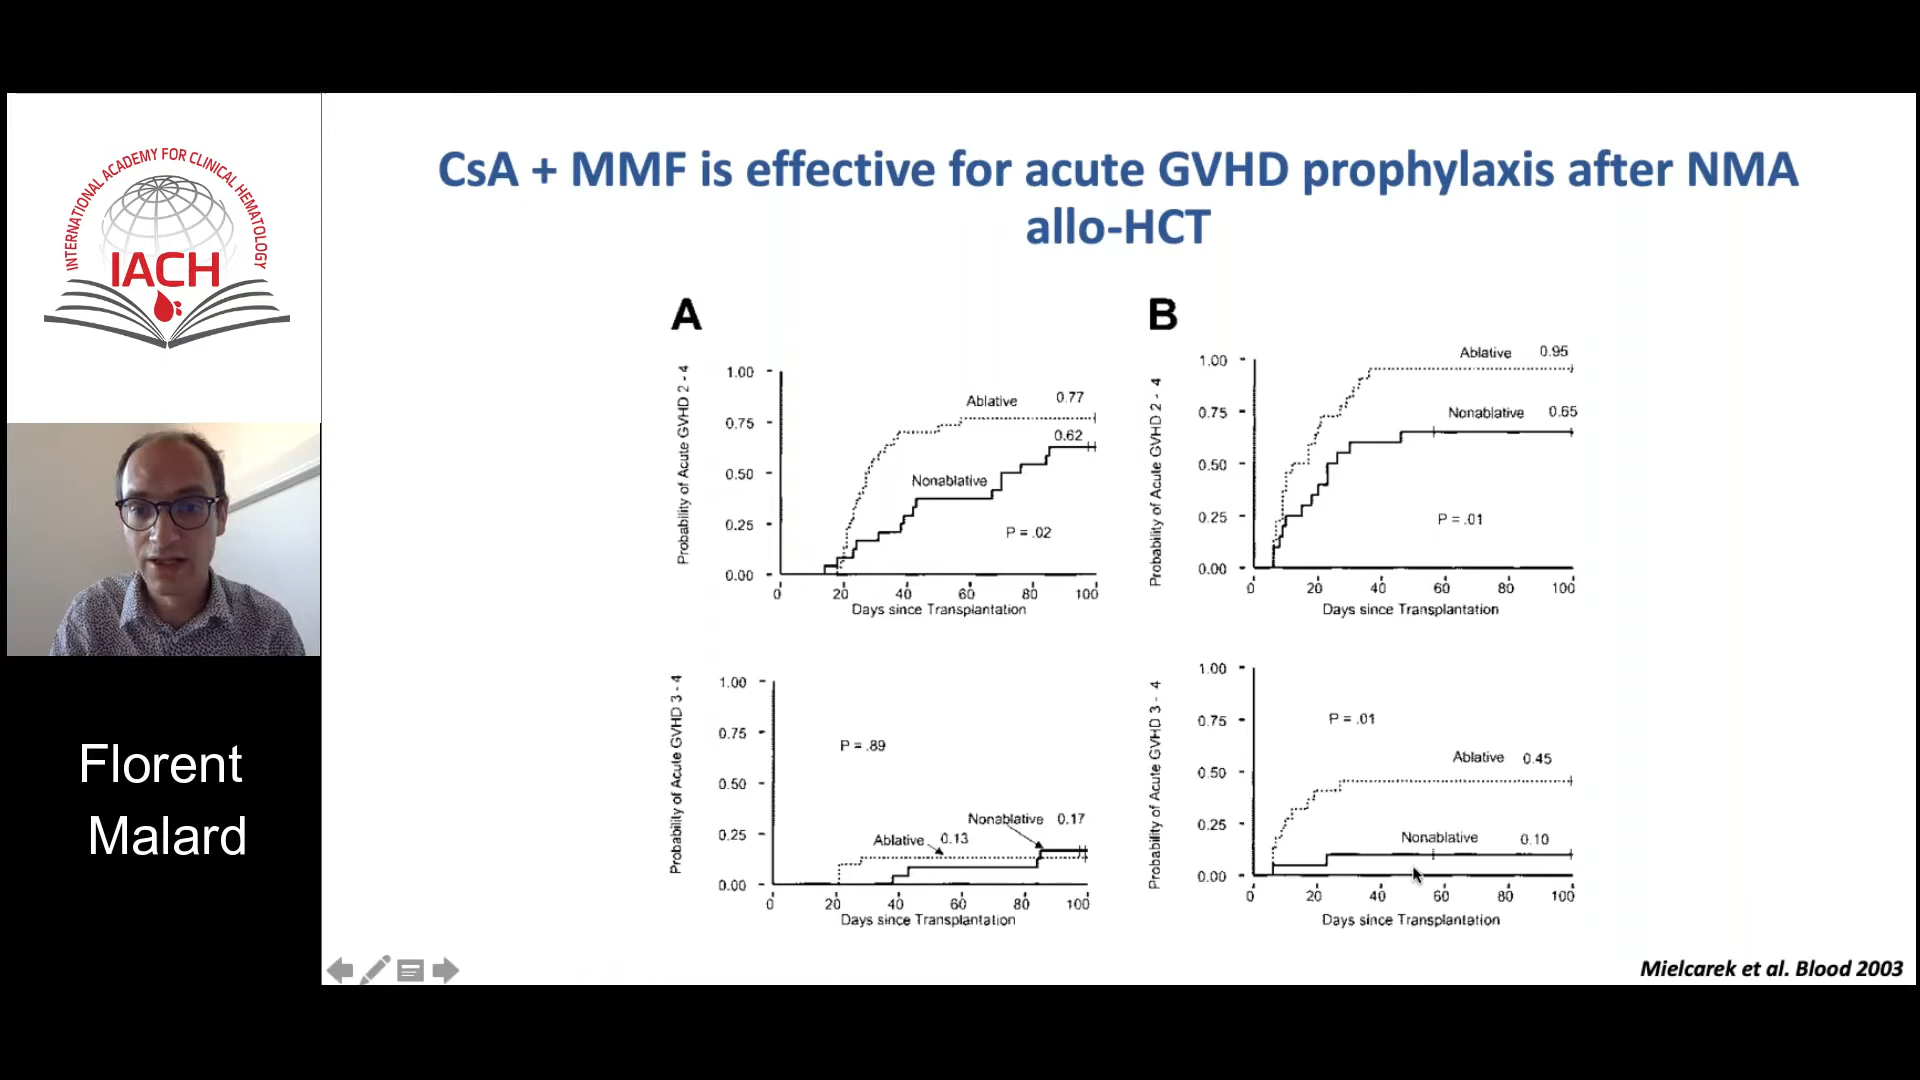 INTERNATIONAL ACADEMY FOR CLINICAL HEMATOLOGY
IACH
Florent
Malard
CsA + MMF is effective for acute GVHD prophylaxis after NMA
allo-HCT
A
Probability of Acute GVHD 2 - 4
1.00
0.75
0.50
0.25
0.00
Ablative 0.77
0.62
Nonablative
P = .02
0 20 40 60 80 100
Days since Transplantation
B
Probability of Acute GVHD 2 - 4
1.00
0.75
0.50
0.25
0.00
Ablative 0.95
Nonablative 0.65
P = .01
0 20 40 60 80 100
Days since Transplantation
Probability of Acute GVHD 3 - 4
1.00
0.75
0.50
0.25
0.00
P = .89
Nonablative 0.17
Ablative 0.13
0 20 40 60 80 100
Days since Transplantation
Probability of Acute GVHD 3 - 4
1.00
0.75
0.50
0.25
0.00
P = .01
Ablative 0.45
Nonablative 0.10
0 20 40 60 80 100
Days since Transplantation
Mielcarek et al. Blood 2003